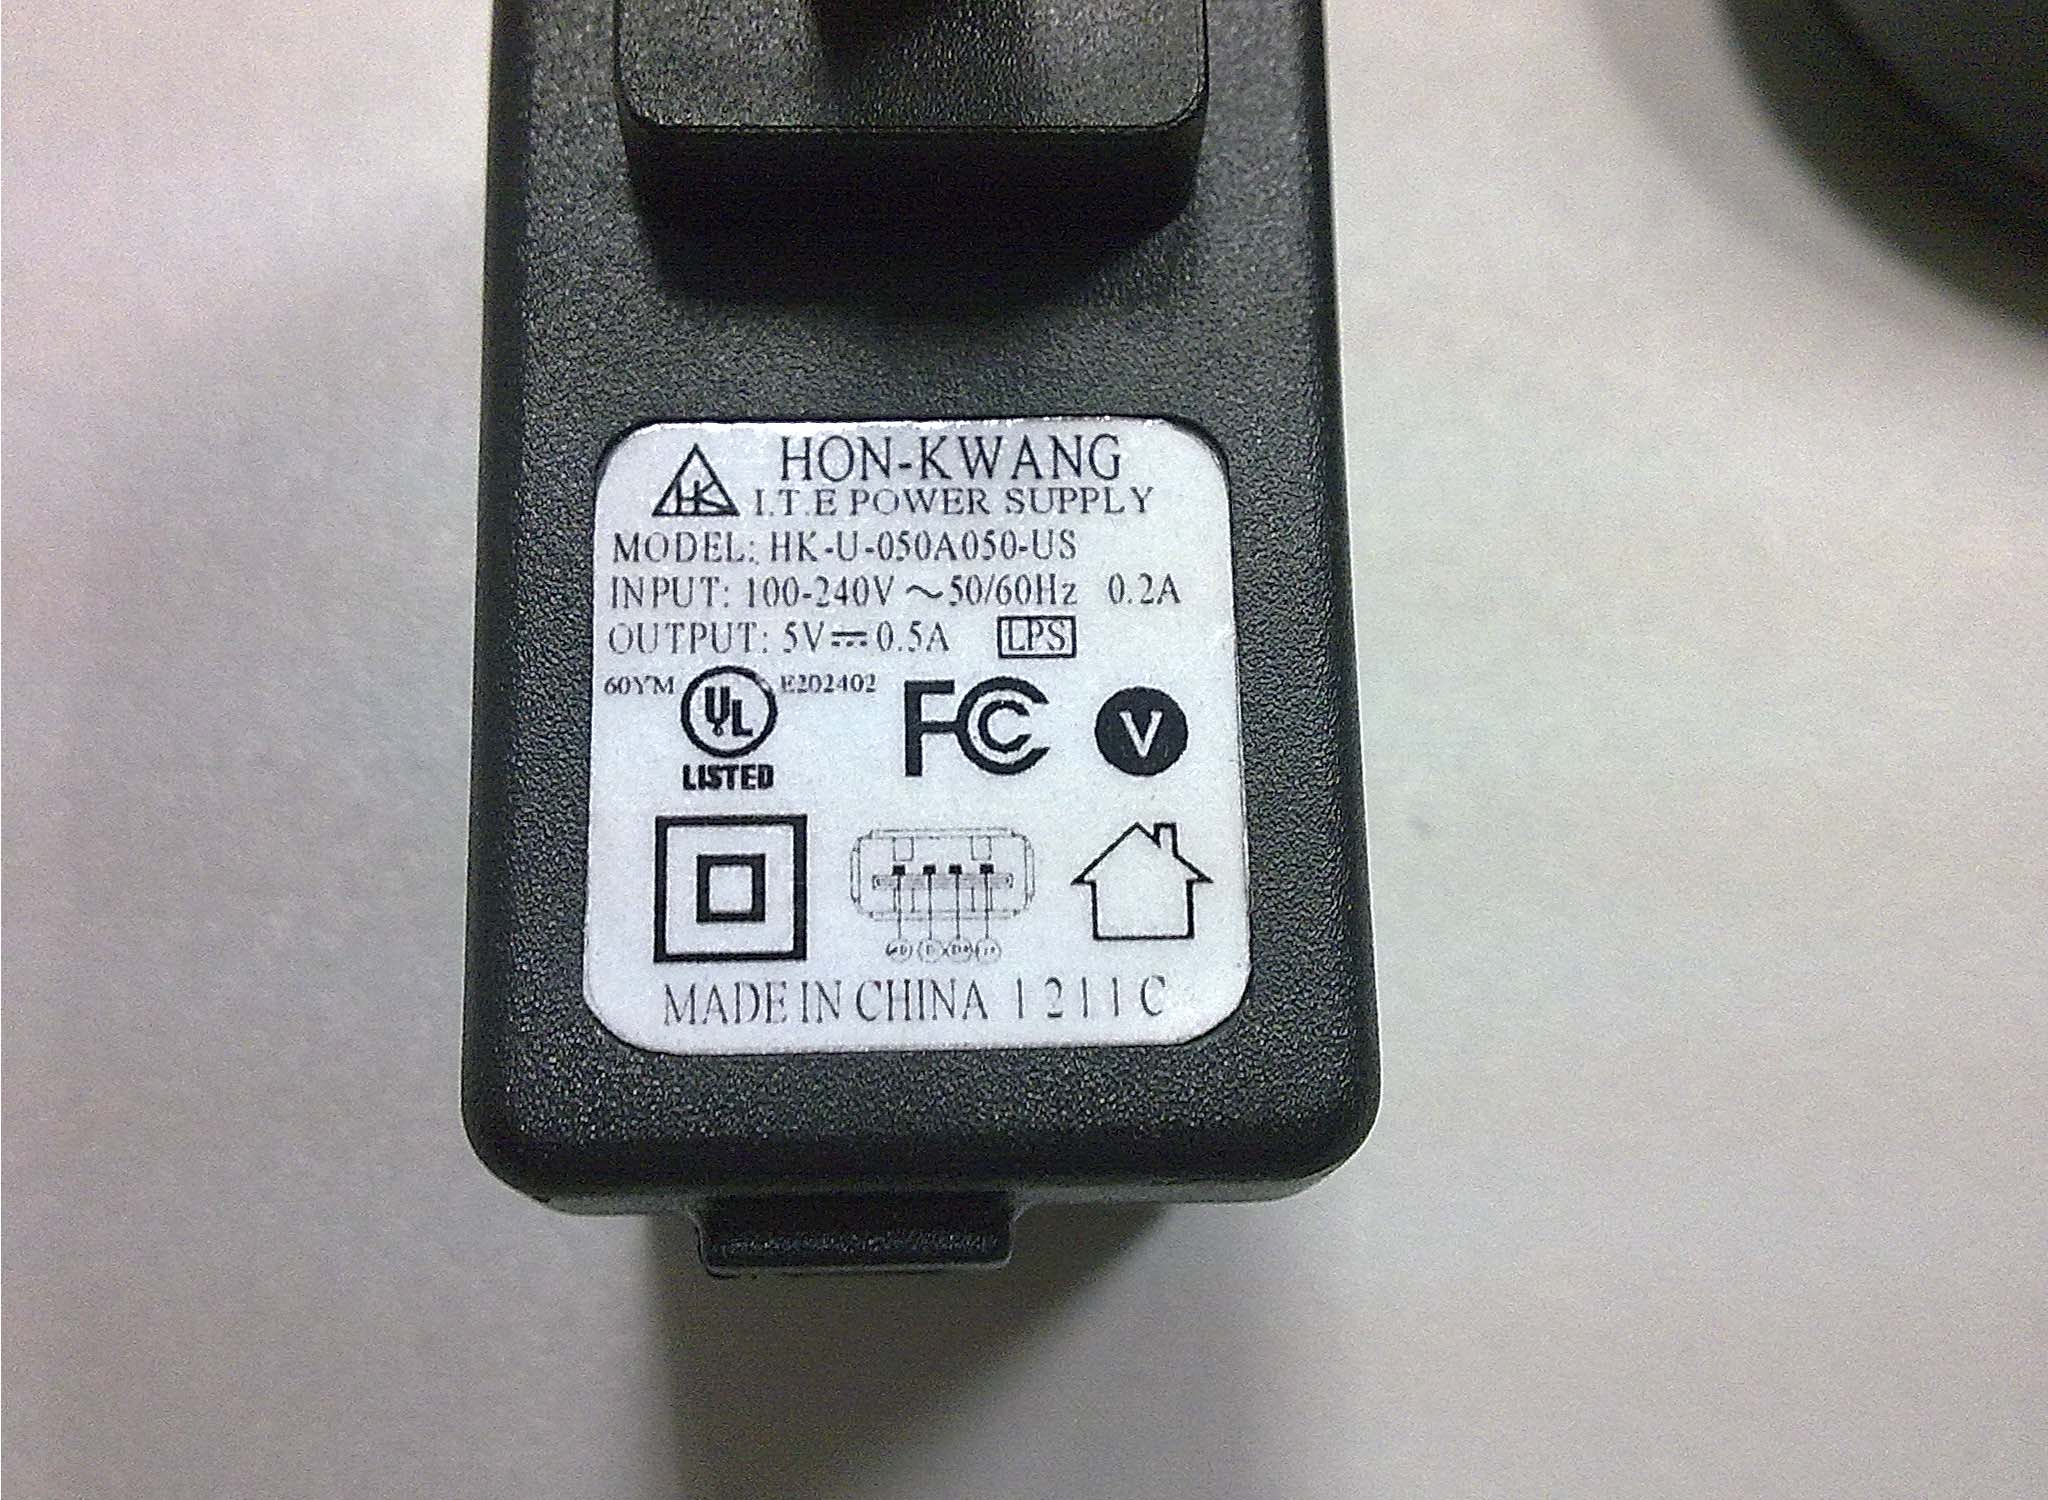 HK HON-KWANG
I.T.E POWER SUPPLY
MODEL: HK-U-050A050-US
INPUT: 100-240V ~ 50/60Hz 0.2A
OUTPUT: 5V⎓0.5A LPS
60YM UL E202402 FC V
LISTED
MADE IN CHINA 1211C